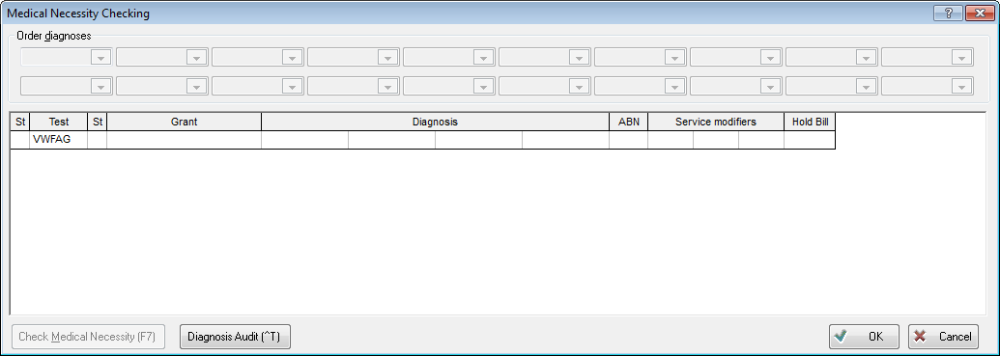 Medical Necessity Checking
Order diagnoses
St Test St Grant Diagnosis ABN Service modifiers Hold Bill
VWFAG
Check Medical Necessity (F7) Diagnosis Audit (^T) OK Cancel